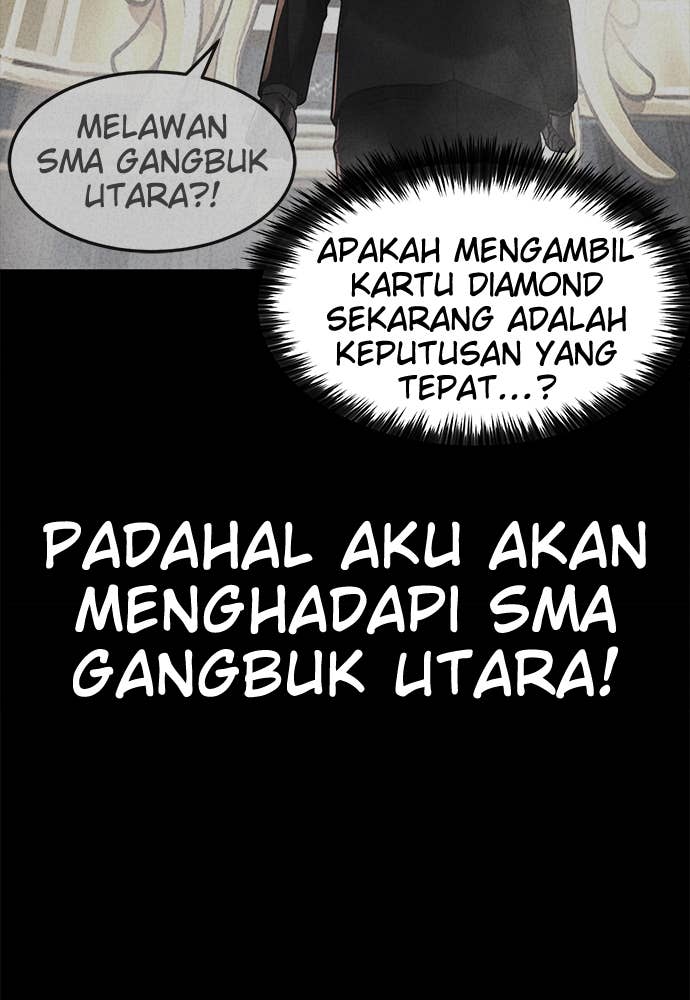 MELAWAN
SMA GANGBUK
UTARA?!
APAKAH MENGAMBIL
KARTU DIAMOND
SEKARANG ADALAH
KEPUTUSAN YANG
TEPAT...?
PADAHAL AKU AKAN
MENGHADAPI SMA
GANGBUK UTARA!